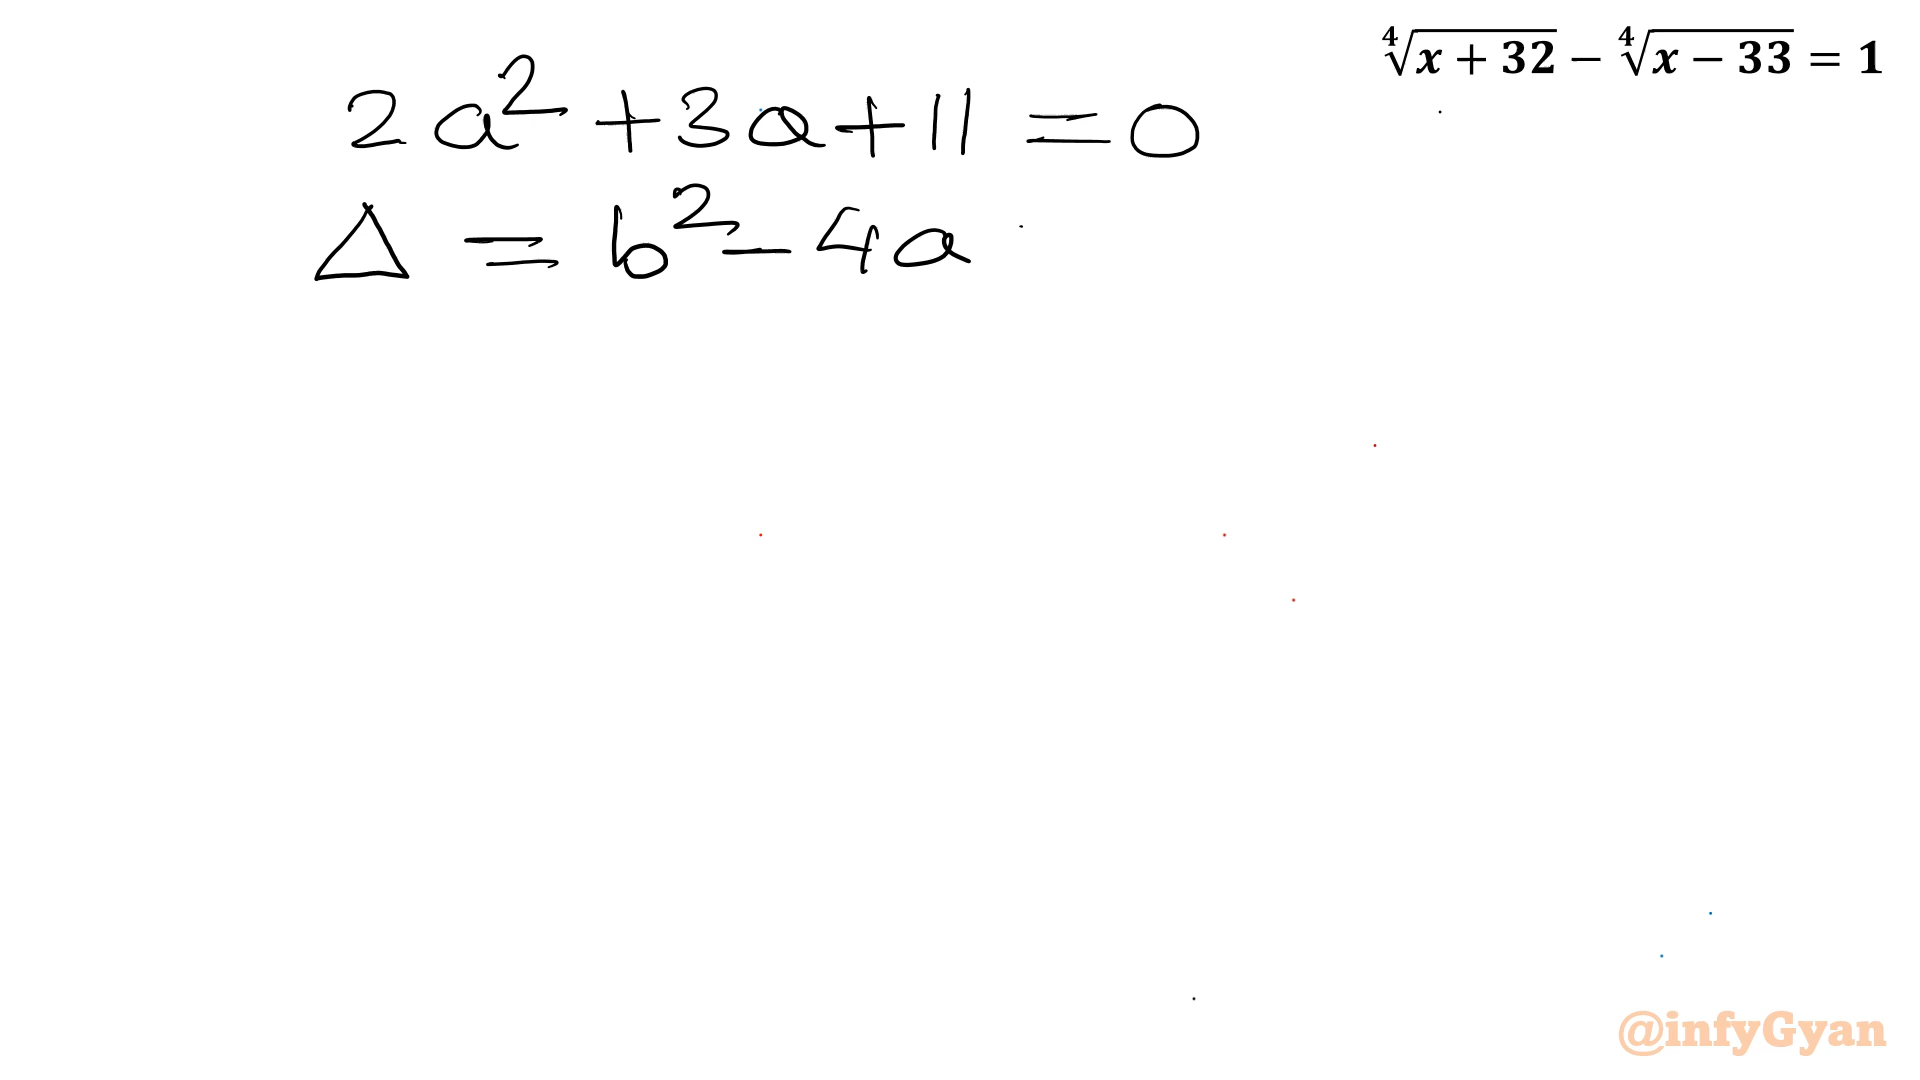 ∜(x + 32) − ∜(x − 33) = 1
2a² + 3a + 11 = 0
Δ = b² − 4a
@infyGyan